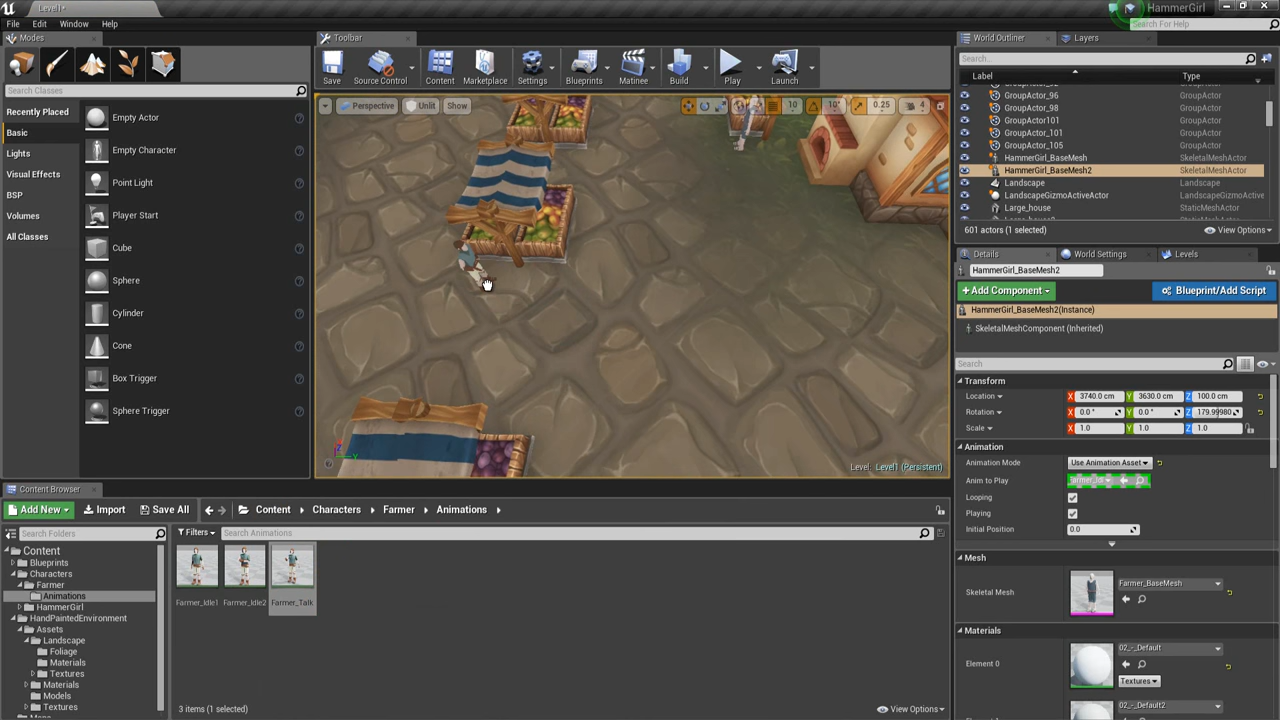 Level1*
HammerGirl
File Edit Window Help
Search For Help
Modes
Toolbar
World Outliner
Layers
Save
Source Control
Content
Marketplace
Settings
Blueprints
Matinee
Build
Play
Launch
Search...
Label
Type
Search Classes
Recently Placed
Basic
Lights
Visual Effects
BSP
Volumes
All Classes
Empty Actor
Empty Character
Point Light
Player Start
Cube
Sphere
Cylinder
Cone
Box Trigger
Sphere Trigger
Perspective
Unlit
Show
10
10°
0.25
4
GroupActor_96 GroupActor
GroupActor_98 GroupActor
GroupActor101 GroupActor
GroupActor_101 GroupActor
GroupActor_105 GroupActor
HammerGirl_BaseMesh SkeletalMeshActor
HammerGirl_BaseMesh2 SkeletalMeshActor
Landscape Landscape
LandscapeGizmoActiveActor LandscapeGizmoActive
Large_house StaticMeshActor
601 actors (1 selected)
View Options
Details
World Settings
Levels
HammerGirl_BaseMesh2
+ Add Component
Blueprint/Add Script
HammerGirl_BaseMesh2(Instance)
SkeletalMeshComponent (Inherited)
Search
Transform
Location X 3740.0 cm Y 3630.0 cm Z 100.0 cm
Rotation X 0.0 ° Y 0.0 ° Z 179.99980
Scale X 1.0 Y 1.0 Z 1.0
Animation
Animation Mode Use Animation Asset
Anim to Play
Looping
Playing
Initial Position 0.0
Mesh
Skeletal Mesh
Farmer_BaseMesh
Materials
Element 0
02_-_Default
Textures
02_-_Default2
Level: Level1 (Persistent)
Content Browser
Add New
Import
Save All
Content
Characters
Farmer
Animations
Search Folders
Filters
Search Animations
Content
Blueprints
Characters
Farmer
Animations
HammerGirl
HandPaintedEnvironment
Assets
Landscape
Foliage
Materials
Textures
Materials
Models
Textures
Farmer_Idle1
Farmer_Idle2
Farmer_Talk
3 items (1 selected)
View Options